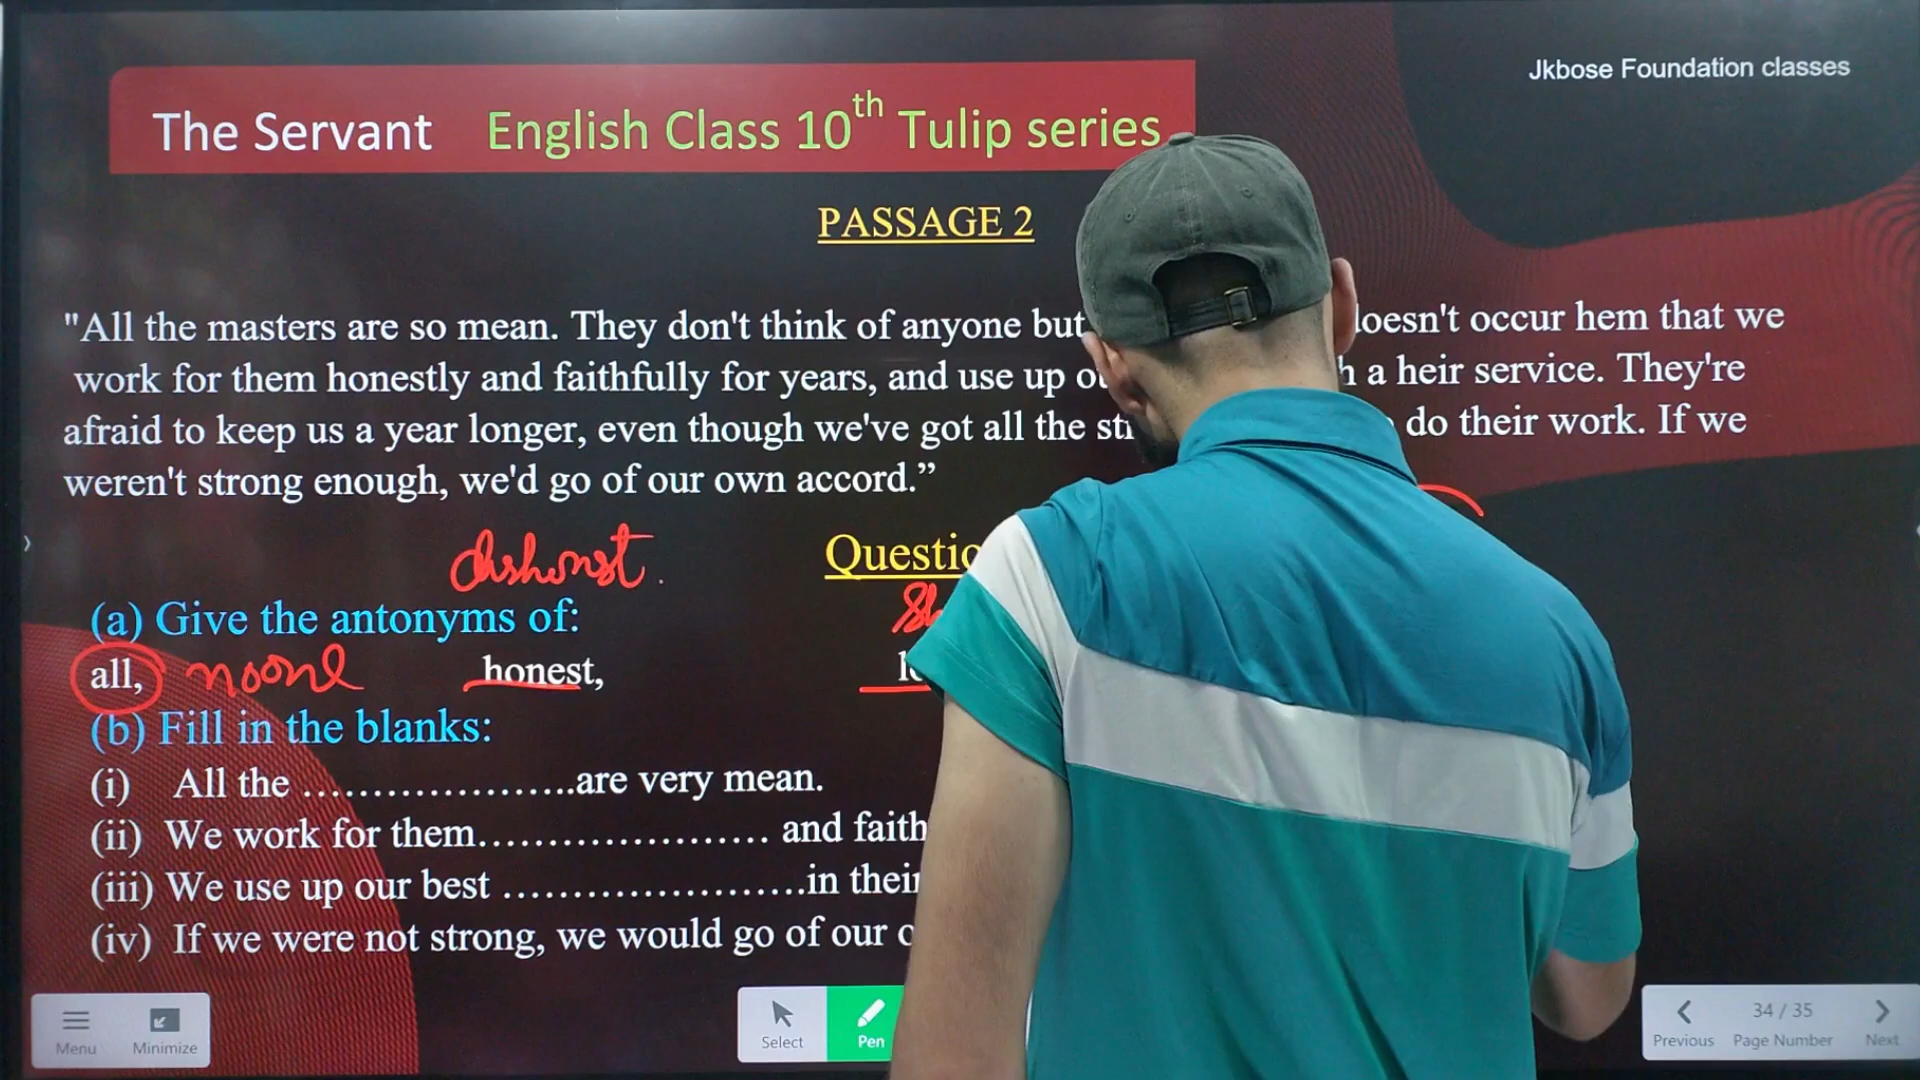 Jkbose Foundation classes
The Servant English Class 10th Tulip series
PASSAGE 2
"All the masters are so mean. They don't think of anyone but doesn't occur hem that we
work for them honestly and faithfully for years, and use up a heir service. They're
afraid to keep us a year longer, even though we've got all the do their work. If we
weren't strong enough, we'd go of our own accord.”
(a) Give the antonyms of:
all, noone honest,
(b) Fill in the blanks:
(i) All the ....................are very mean.
(ii) We work for them..................... and
(iii) We use up our best ......................in
(iv) If we were not strong, we would go of our
Menu Minimize Select Pen
34 / 35
Previous Page Number Next